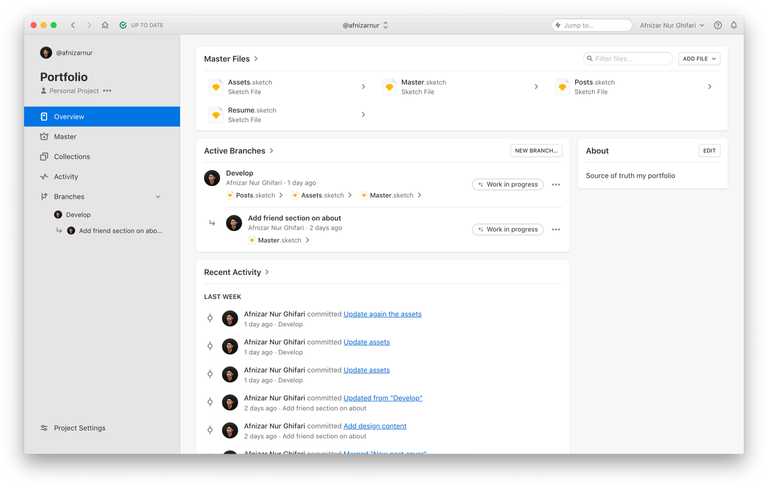 UP TO DATE
@afnizarnur
Jump to...
Afnizar Nur Ghifari
@afnizarnur
Portfolio
Personal Project
Overview
Master
Collections
Activity
Branches
Develop
Add friend section on abo...
Project Settings
Master Files
Filter files...
ADD FILE
Assets.sketch
Sketch File
Master.sketch
Sketch File
Posts.sketch
Sketch File
Resume.sketch
Sketch File
Active Branches
NEW BRANCH...
Develop
Afnizar Nur Ghifari · 1 day ago
Posts.sketch
Assets.sketch
Master.sketch
Work in progress
Add friend section on about
Afnizar Nur Ghifari · 2 days ago
Master.sketch
Work in progress
About
EDIT
Source of truth my portfolio
Recent Activity
LAST WEEK
Afnizar Nur Ghifari committed Update again the assets
1 day ago · Develop
Afnizar Nur Ghifari committed Update assets
1 day ago · Develop
Afnizar Nur Ghifari committed Update assets
1 day ago · Develop
Afnizar Nur Ghifari committed Updated from "Develop"
2 days ago · Add friend section on about
Afnizar Nur Ghifari committed Add design content
2 days ago · Add friend section on about
Afnizar Nur Ghifari committed Merged "New post cover"